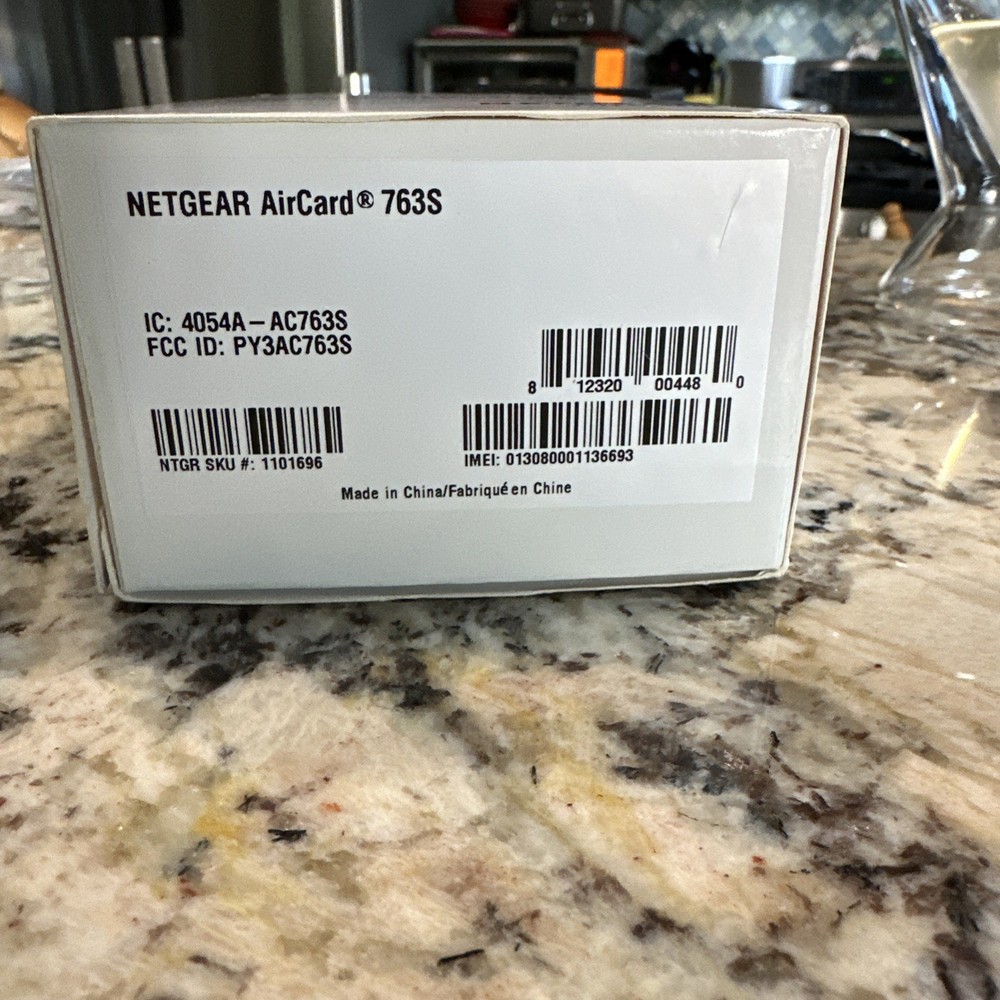 NETGEAR AirCard® 763S
IC: 4054A-AC763S
FCC ID: PY3AC763S
8 12320 00448 0
NTGR SKU #: 1101696
IMEI: 013080001136693
Made in China/Fabriqué en Chine